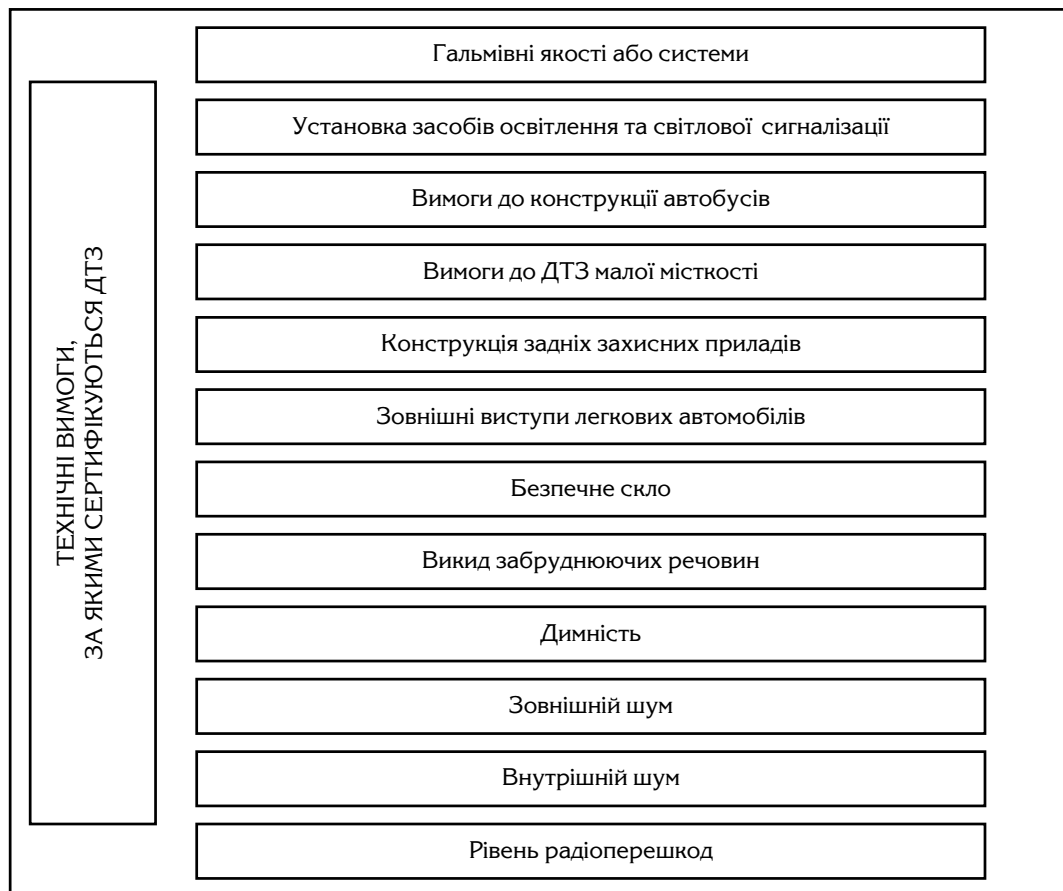 ТЕХНІЧНІ ВИМОГИ,
ЗА ЯКИМИ СЕРТИФІКУЮТЬСЯ ДТЗ
Гальмівні якості або системи
Установка засобів освітлення та світлової сигналізації
Вимоги до конструкції автобусів
Вимоги до ДТЗ малої місткості
Конструкція задніх захисних приладів
Зовнішні виступи легкових автомобілів
Безпечне скло
Викид забруднюючих речовин
Димність
Зовнішній шум
Внутрішній шум
Рівень радіоперешкод